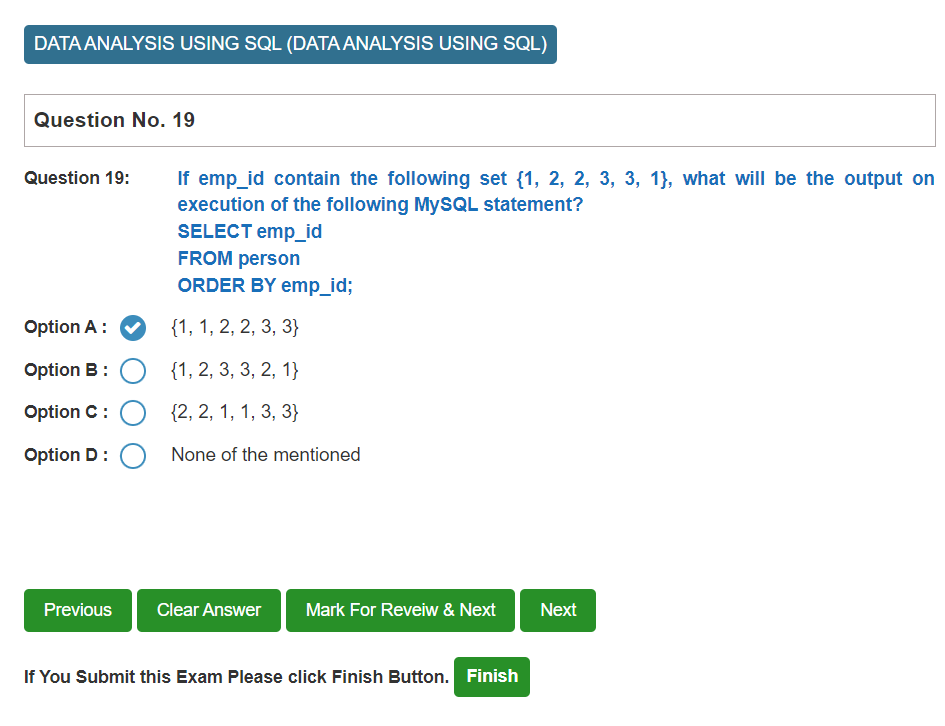 DATA ANALYSIS USING SQL (DATA ANALYSIS USING SQL)
Question No. 19
Question 19: If emp_id contain the following set {1, 2, 2, 3, 3, 1}, what will be the output on
execution of the following MySQL statement?
SELECT emp_id
FROM person
ORDER BY emp_id;
Option A : {1, 1, 2, 2, 3, 3}
Option B : {1, 2, 3, 3, 2, 1}
Option C : {2, 2, 1, 1, 3, 3}
Option D : None of the mentioned
Previous Clear Answer Mark For Reveiw & Next Next
If You Submit this Exam Please click Finish Button. Finish